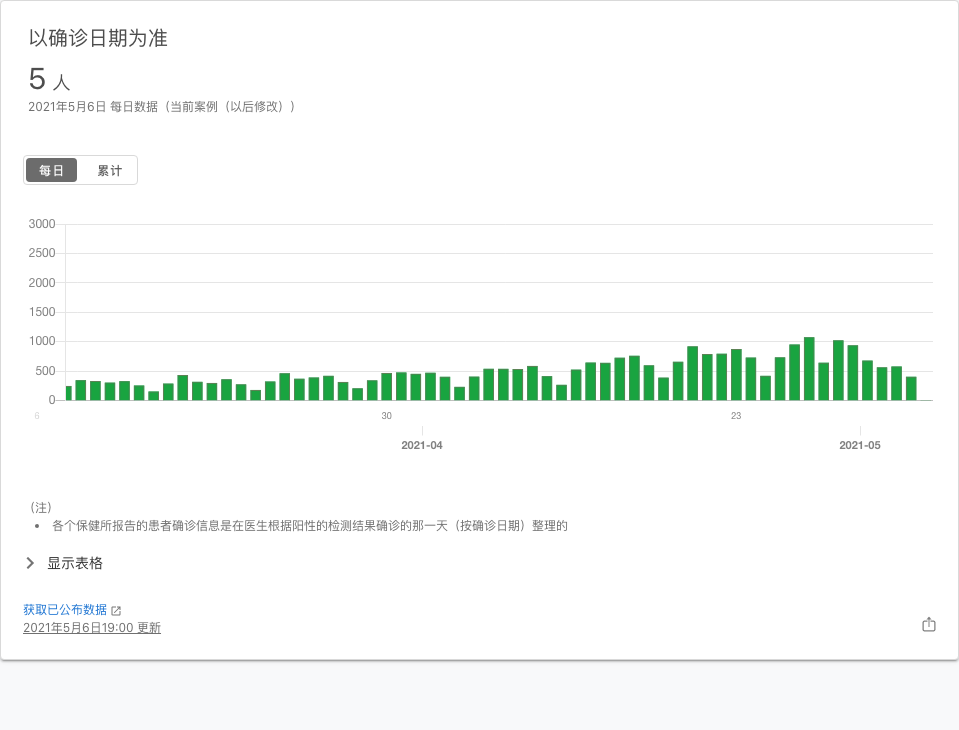 以确诊日期为准
5 人
2021年5月6日 每日数据（当前案例（以后修改））
每日 累计
3000
2500
2000
1500
1000
500
0
6 30 23
2021-04 2021-05
（注）
• 各个保健所报告的患者确诊信息是在医生根据阳性的检测结果确诊的那一天（按确诊日期）整理的
显示表格
获取已公布数据
2021年5月6日19:00 更新